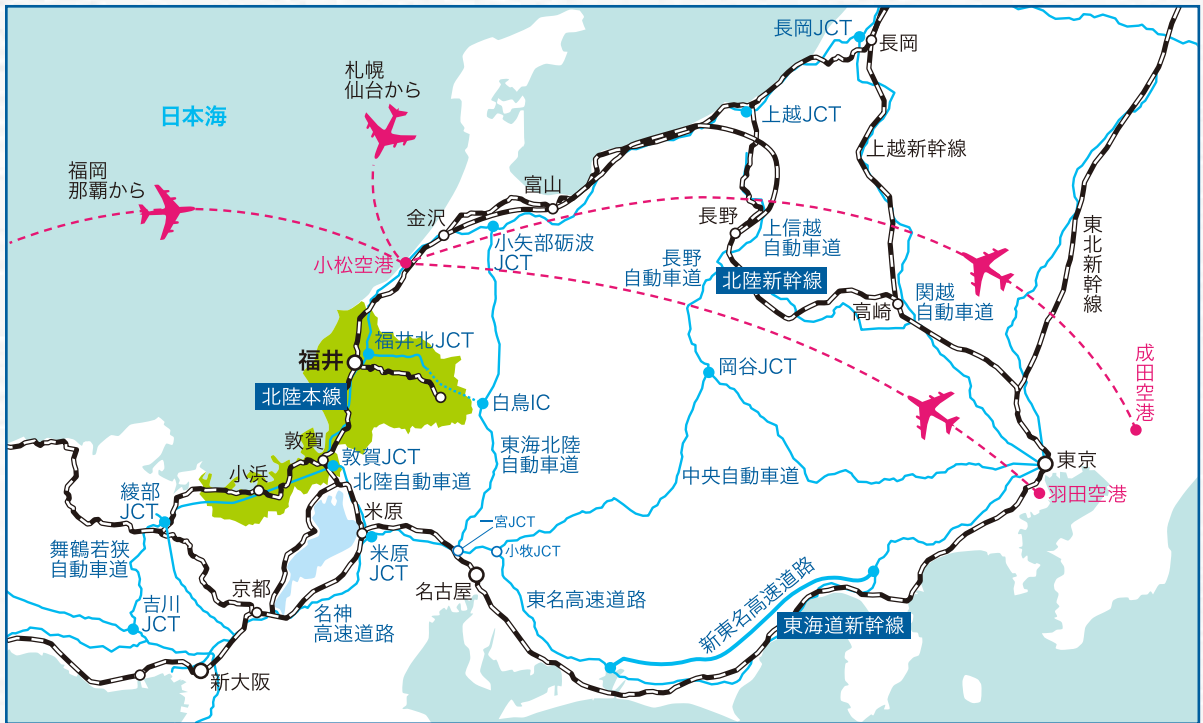 長岡JCT
長岡
札幌
仙台から
日本海
上越JCT
上越新幹線
福岡
那覇から
富山
金沢
長野
上信越
自動車道
小矢部砺波
JCT
小松空港
長野
自動車道
東北新幹線
北陸新幹線
関越
自動車道
高崎
福井北JCT
福井
成田空港
岡谷JCT
北陸本線
白鳥IC
敦賀
東海北陸
自動車道
敦賀JCT
小浜
北陸自動車道
中央自動車道
東京
羽田空港
綾部
JCT
米原
一宮JCT
小牧JCT
舞鶴若狭
自動車道
米原
JCT
京都
名古屋
東名高速道路
吉川
JCT
名神
高速道路
新東名高速道路
東海道新幹線
新大阪